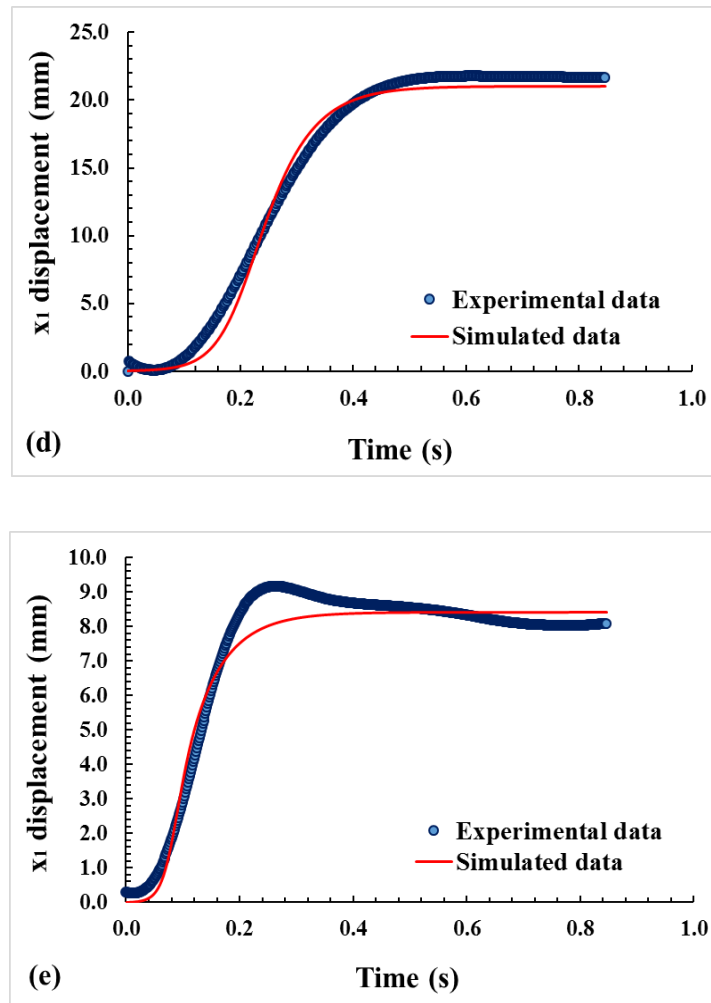 25.0
20.0
15.0
10.0
5.0
0.0
x1 displacement (mm)
Experimental data
Simulated data
0.0 0.2 0.4 0.6 0.8 1.0
(d) Time (s)
10.0
9.0
8.0
7.0
6.0
5.0
4.0
3.0
2.0
1.0
0.0
x1 displacement (mm)
Experimental data
Simulated data
0.0 0.2 0.4 0.6 0.8 1.0
(e) Time (s)